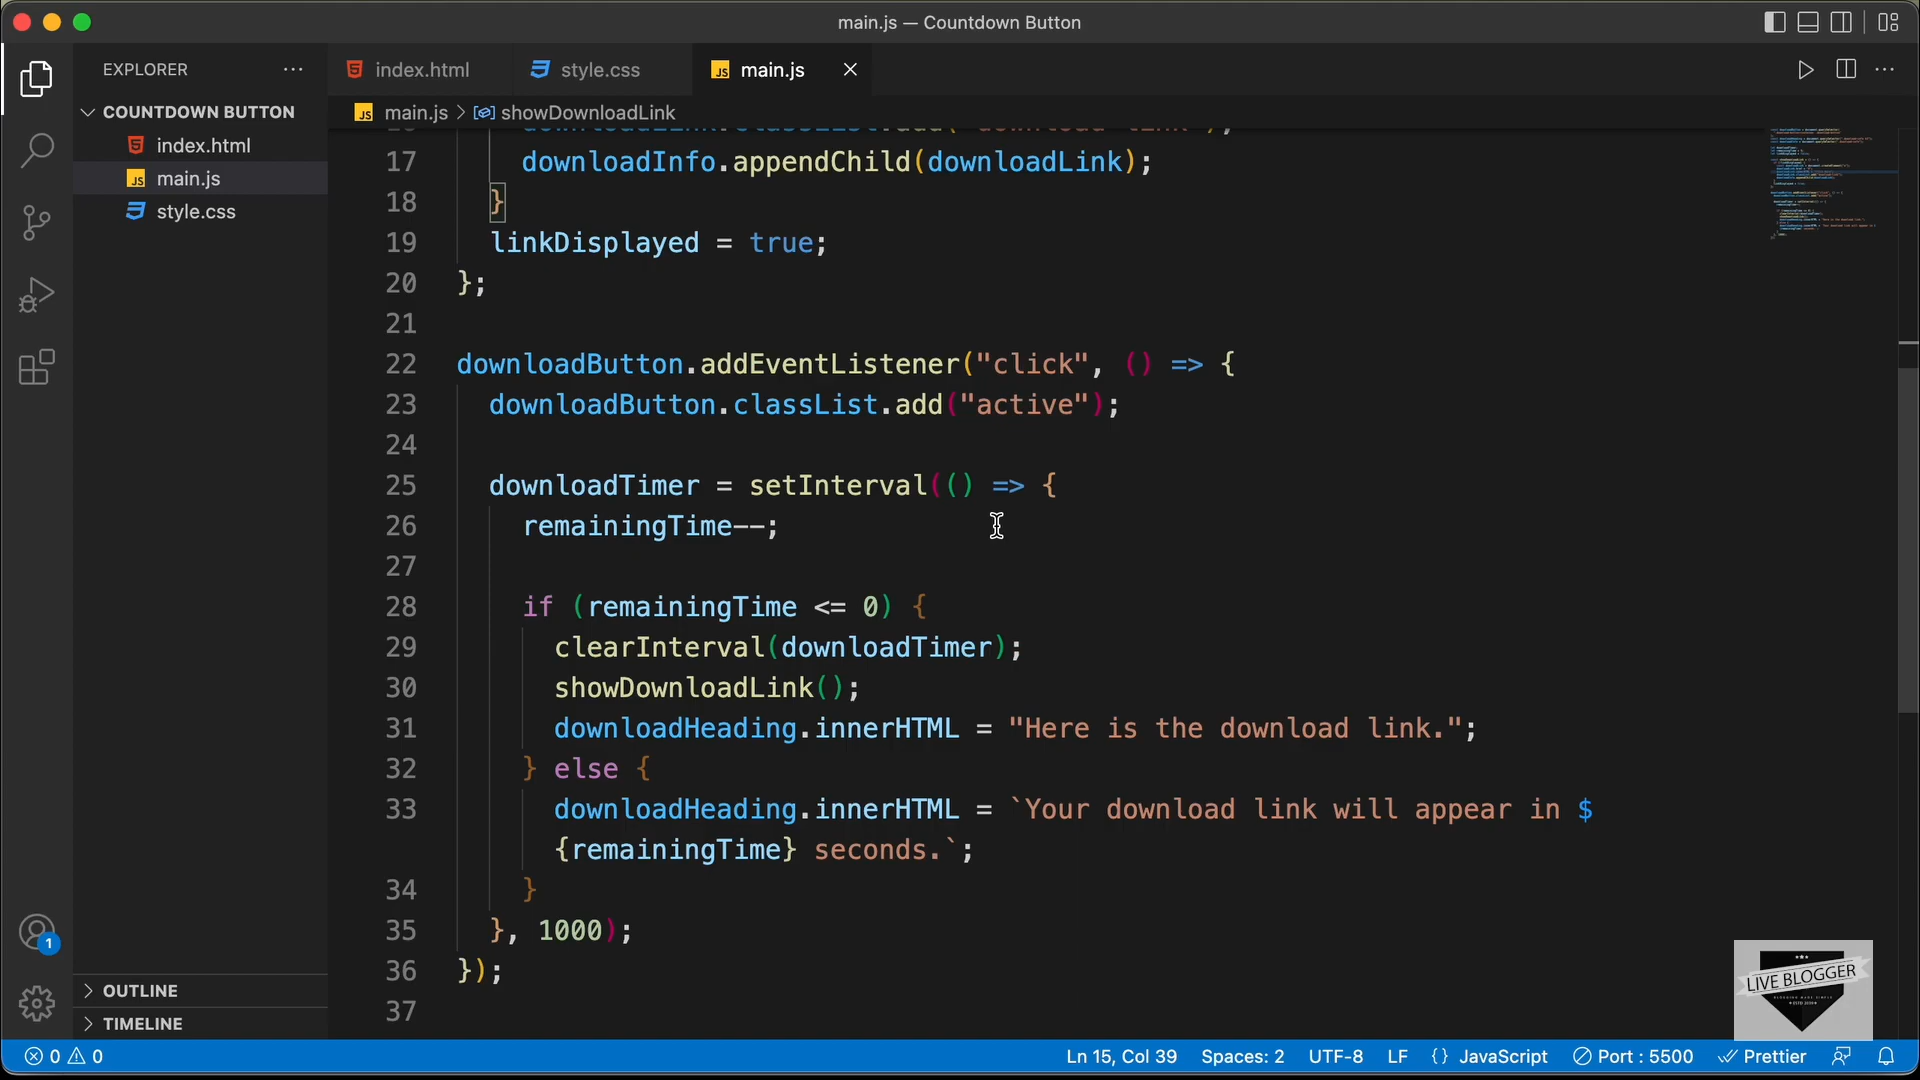 main.js — Countdown Button
EXPLORER
index.html
style.css
main.js
COUNTDOWN BUTTON
main.js > showDownloadLink
index.html
main.js
style.css
17 downloadInfo.appendChild(downloadLink);
18 }
19 linkDisplayed = true;
20 };
21
22 downloadButton.addEventListener("click", () => {
23 downloadButton.classList.add("active");
24
25 downloadTimer = setInterval(() => {
26 remainingTime--;
27
28 if (remainingTime <= 0) {
29 clearInterval(downloadTimer);
30 showDownloadLink();
31 downloadHeading.innerHTML = "Here is the download link.";
32 } else {
33 downloadHeading.innerHTML = `Your download link will appear in $
{remainingTime} seconds.`;
34 }
35 }, 1000);
36 });
37
1
OUTLINE
TIMELINE
LIVE BLOGGER
0 0 Ln 15, Col 39 Spaces: 2 UTF-8 LF {} JavaScript Port : 5500 Prettier